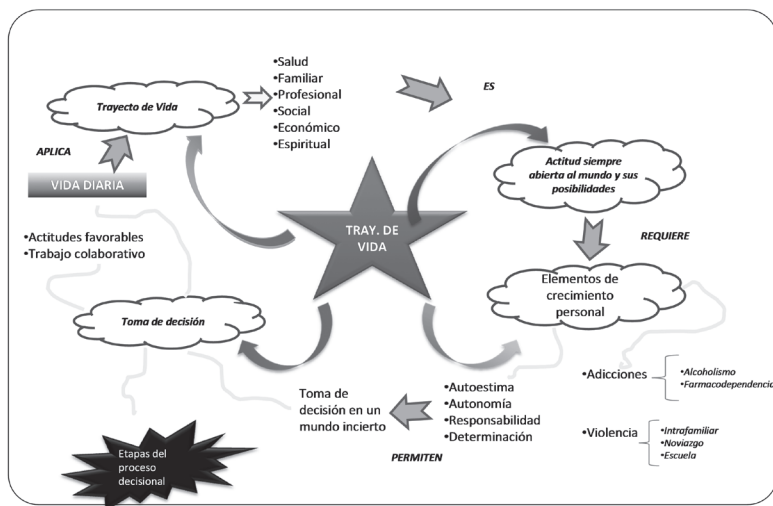 •Salud
•Familiar
•Profesional
•Social
•Económico
•Espiritual
ES
Trayecto de Vida
APLICA
VIDA DIARIA
•Actitudes favorables
•Trabajo colaborativo
TRAY. DE
VIDA
Actitud siempre
abierta al mundo y sus
posibilidades
REQUIERE
Elementos de
crecimiento
personal
Toma de decisión
•Adicciones
•Alcoholismo
•Farmacodependencia
•Violencia
•Intrafamiliar
•Noviazgo
•Escuela
•Autoestima
•Autonomía
•Responsabilidad
•Determinación
PERMITEN
Toma de
decisión en un
mundo incierto
Etapas del
proceso
decisional